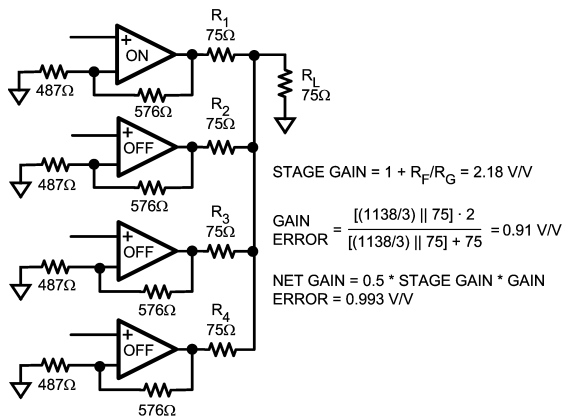 R1
75Ω
+
ON
487Ω
576Ω
RL
75Ω
R2
75Ω
+
OFF
487Ω
576Ω
R3
75Ω
+
OFF
487Ω
576Ω
R4
75Ω
+
OFF
487Ω
576Ω
STAGE GAIN = 1 + RF/RG = 2.18 V/V
GAIN ERROR = [(1138/3) || 75] · 2 / [(1138/3) || 75] + 75 = 0.91 V/V
NET GAIN = 0.5 * STAGE GAIN * GAIN
ERROR = 0.993 V/V